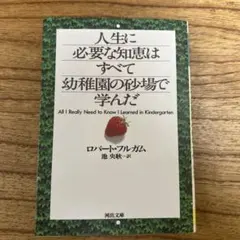 人生に
必要な知恵は
すべて
幼稚園の砂場で
学んだ
All I Really Need to Know I Learned in Kindergarten
ロバート・フルガム
池 央耿=訳
河出文庫